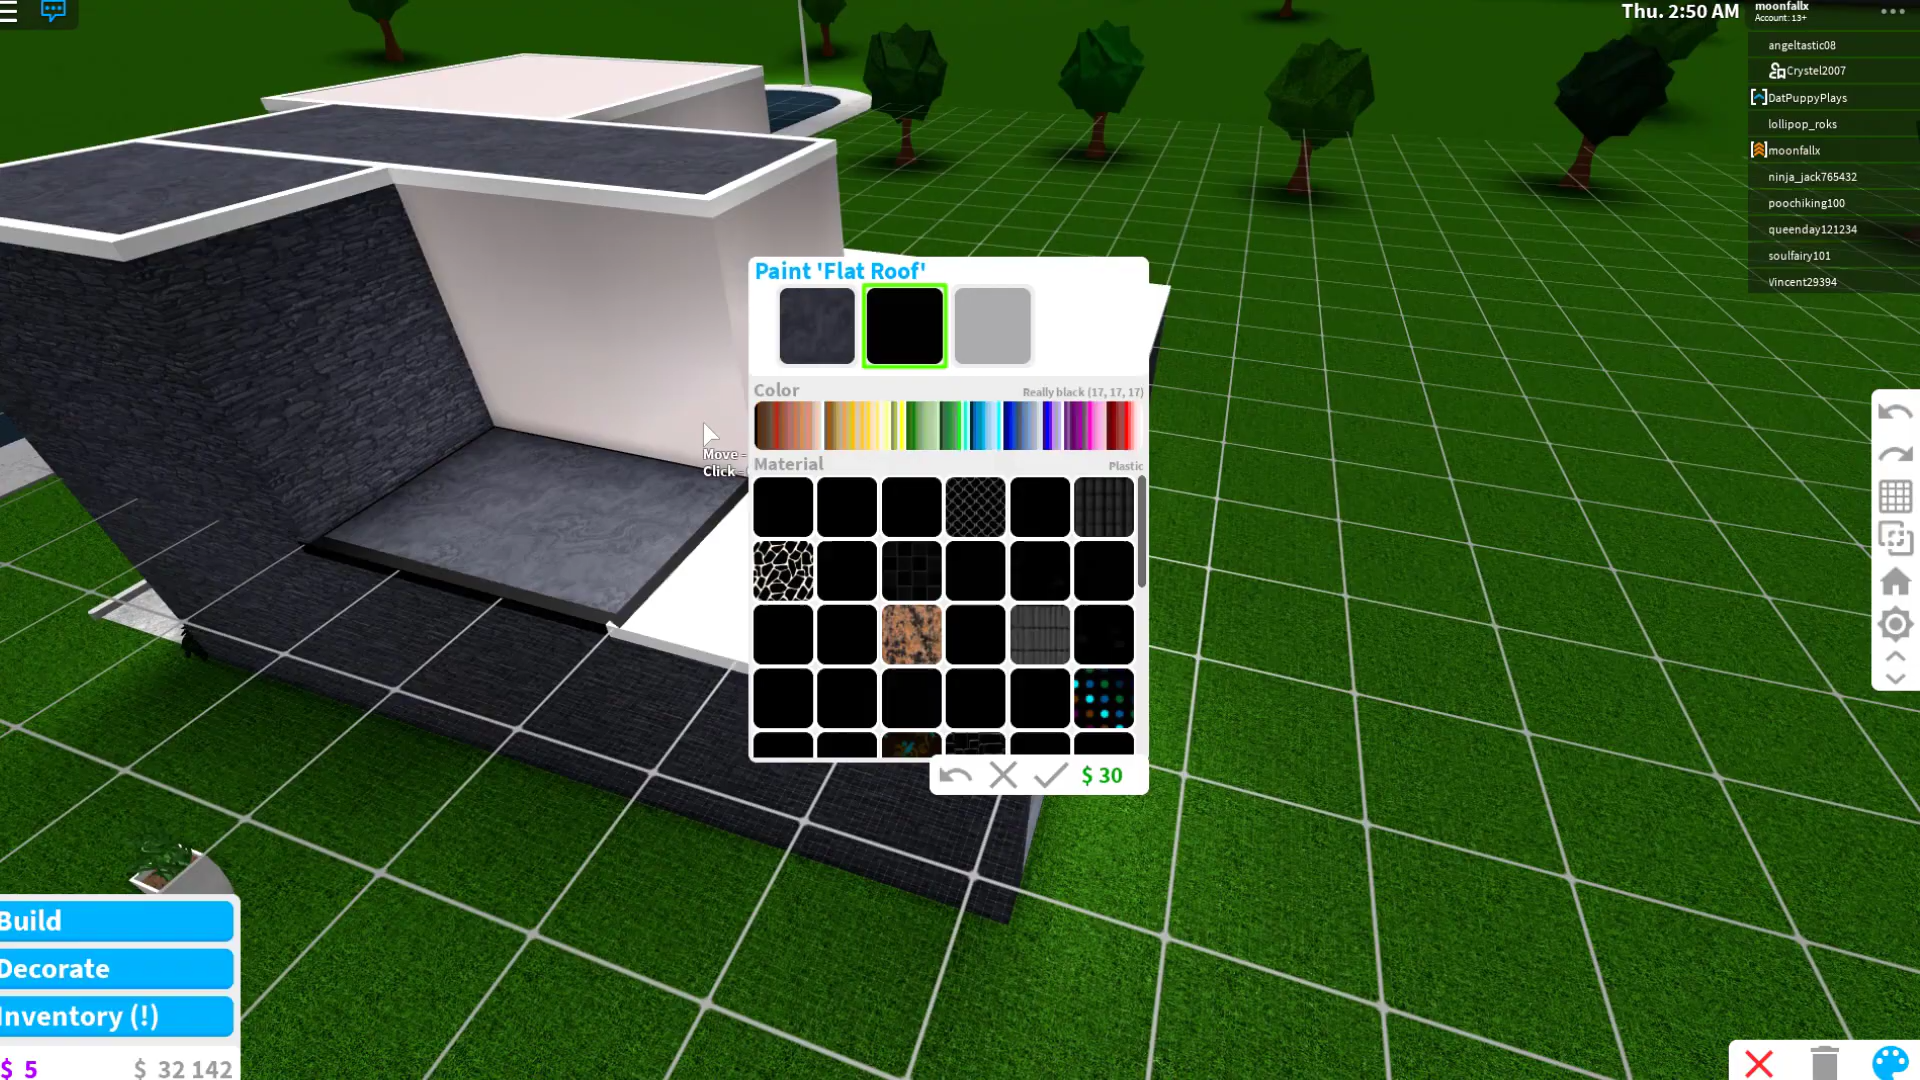 Thu. 2:50 AM
moonfallx
Account: 13+
angeltastic08
Crystel2007
DatPuppyPlays
lollipop_roks
moonfallx
ninja_jack765432
poochiking100
queenday121234
soulfairy101
Vincent29394
Paint 'Flat Roof'
Color
Really black (17, 17, 17)
Move -
Click -
Material
Plastic
$ 30
Build
Decorate
Inventory (!)
$ 5
$ 32 142